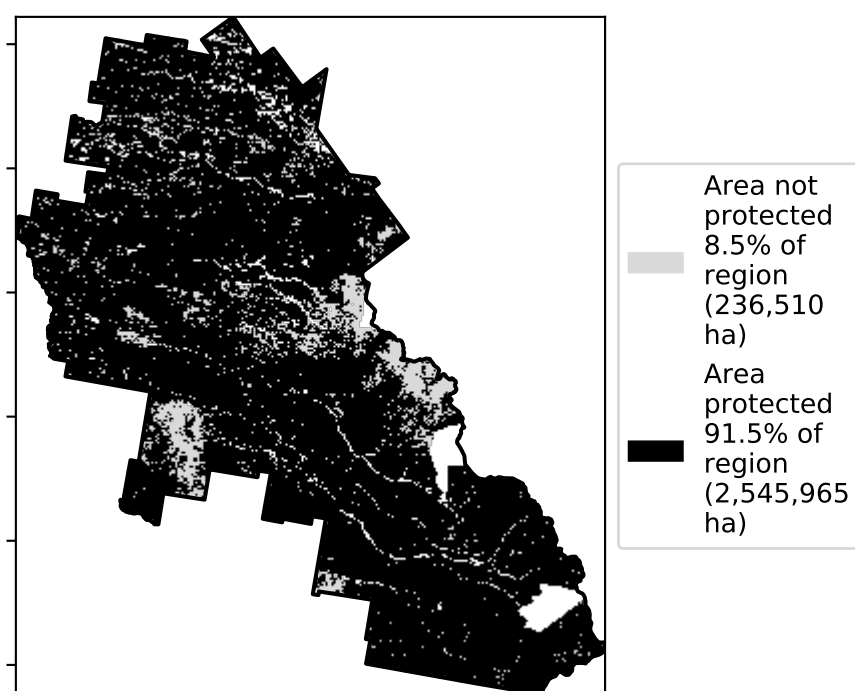 Area not
protected
8.5% of
region
(236,510
ha)
Area
protected
91.5% of
region
(2,545,965
ha)